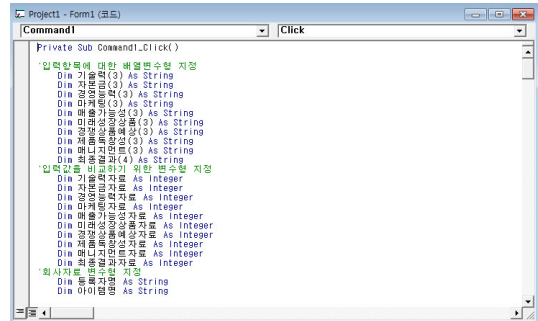 Project1 - Form1 (코드)
Command1 Click
Private Sub Command1_Click()
'입력항목에 대한 배열변수형 지정
Dim 기술력(3) As String
Dim 자본금(3) As String
Dim 경영능력(3) As String
Dim 마케팅(3) As String
Dim 매출가능성(3) As String
Dim 미래성장상품(3) As String
Dim 경쟁상품예상(3) As String
Dim 제품독창성(3) As String
Dim 매니지먼트(3) As String
Dim 최종결과(4) As String
'입력값을 비교하기 위한 변수형 지정
Dim 기술력자료 As Integer
Dim 자본금자료 As Integer
Dim 경영능력자료 As Integer
Dim 마케팅자료 As Integer
Dim 매출가능성자료 As Integer
Dim 미래성장상품자료 As Integer
Dim 경쟁상품예상자료 As Integer
Dim 제품독창성자료 As Integer
Dim 매니지먼트자료 As Integer
Dim 최종결과자료 As Integer
'회사자료 변수형 지정
Dim 등록자명 As String
Dim 아이템명 As String